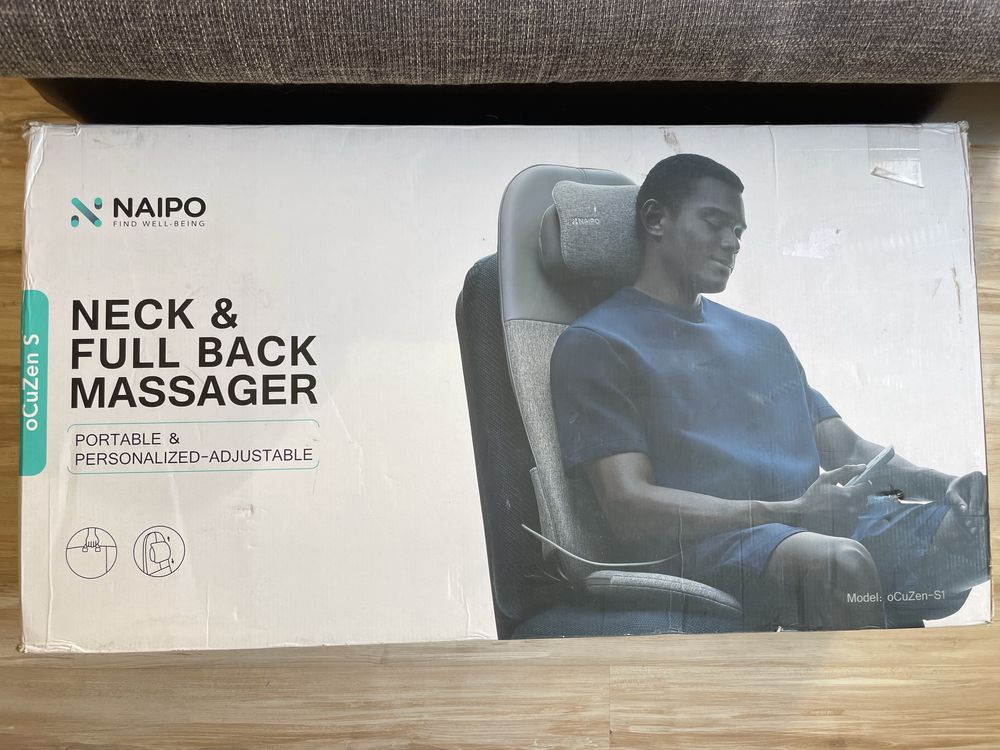 NAIPO
FIND WELL-BEING
NECK &
FULL BACK
MASSAGER
PORTABLE &
PERSONALIZED-ADJUSTABLE
oCuZen S
NAIPO
Model: oCuZen-S1